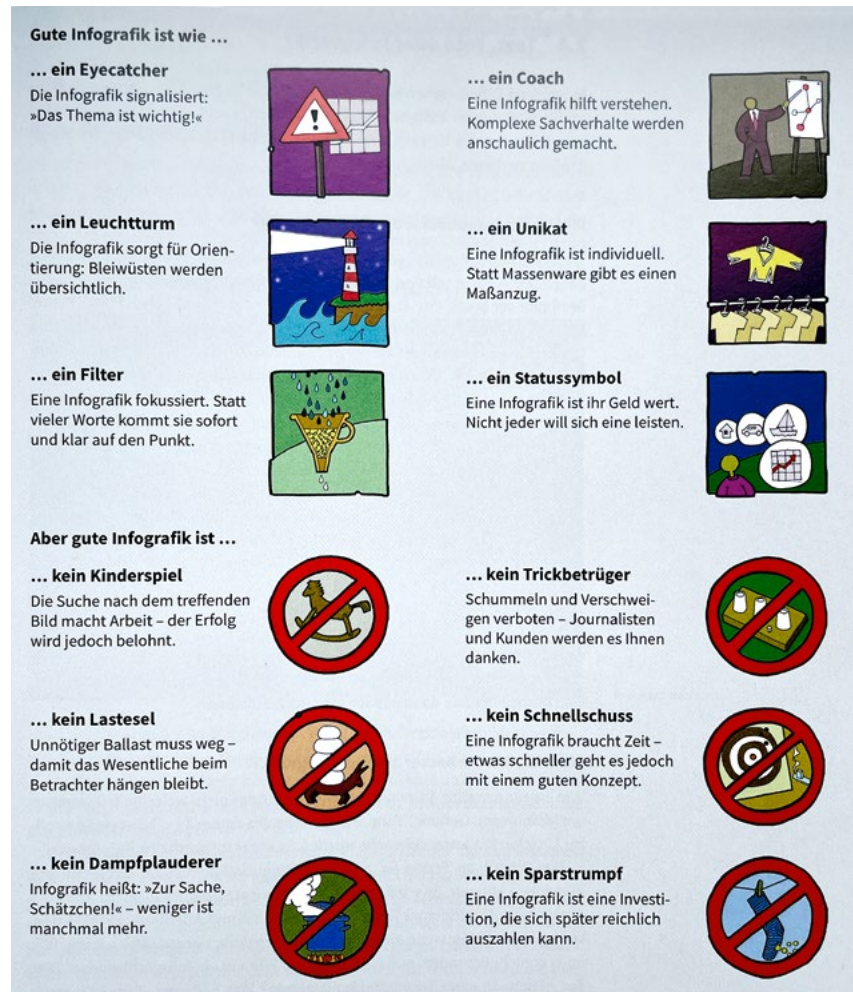 Gute Infografik ist wie …
… ein Eyecatcher
Die Infografik signalisiert:
»Das Thema ist wichtig!«
… ein Coach
Eine Infografik hilft verstehen.
Komplexe Sachverhalte werden
anschaulich gemacht.
… ein Leuchtturm
Die Infografik sorgt für Orien-
tierung: Bleiwüsten werden
übersichtlich.
… ein Unikat
Eine Infografik ist individuell.
Statt Massenware gibt es einen
Maßanzug.
… ein Filter
Eine Infografik fokussiert. Statt
vieler Worte kommt sie sofort
und klar auf den Punkt.
… ein Statussymbol
Eine Infografik ist ihr Geld wert.
Nicht jeder will sich eine leisten.
Aber gute Infografik ist …
… kein Kinderspiel
Die Suche nach dem treffenden
Bild macht Arbeit – der Erfolg
wird jedoch belohnt.
… kein Trickbetrüger
Schummeln und Verschwei-
gen verboten – Journalisten
und Kunden werden es Ihnen
danken.
… kein Lastesel
Unnötiger Ballast muss weg –
damit das Wesentliche beim
Betrachter hängen bleibt.
… kein Schnellschuss
Eine Infografik braucht Zeit –
etwas schneller geht es jedoch
mit einem guten Konzept.
… kein Dampfplauderer
Infografik heißt: »Zur Sache,
Schätzchen!« – weniger ist
manchmal mehr.
… kein Sparstrumpf
Eine Infografik ist eine Investi-
tion, die sich später reichlich
auszahlen kann.